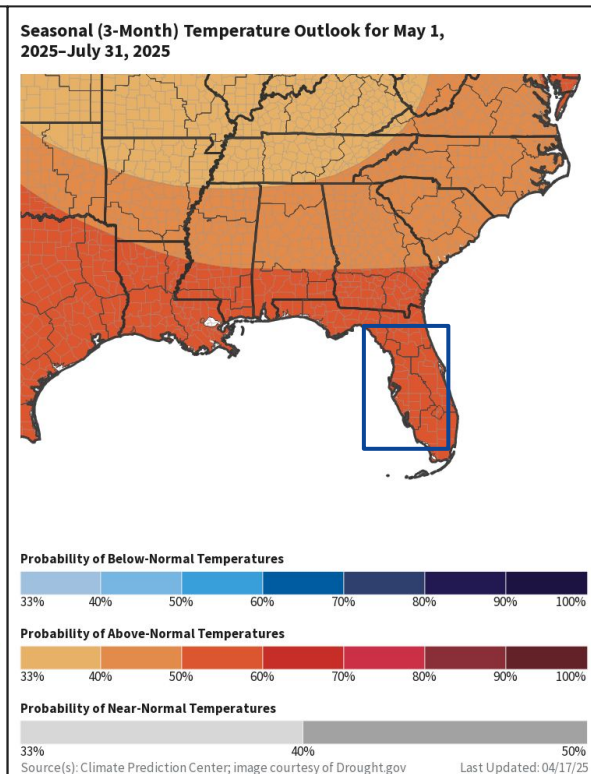 Seasonal (3-Month) Temperature Outlook for May 1,
2025–July 31, 2025
Probability of Below-Normal Temperatures
33% 40% 50% 60% 70% 80% 90% 100%
Probability of Above-Normal Temperatures
33% 40% 50% 60% 70% 80% 90% 100%
Probability of Near-Normal Temperatures
33% 40% 50%
Source(s): Climate Prediction Center; image courtesy of Drought.gov Last Updated: 04/17/25